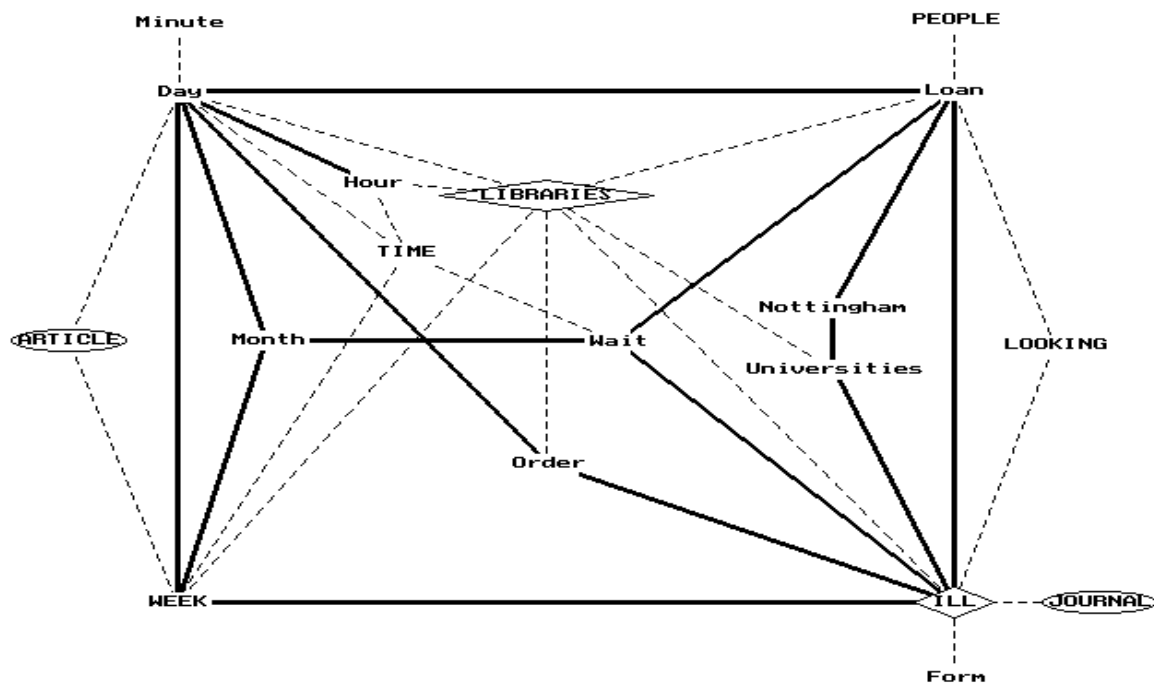 Minute
PEOPLE
Day
Loan
Hour
LIBRARIES
TIME
Nottingham
ARTICLE
Month
Wait
LOOKING
Universities
Order
WEEK
ILL
JOURNAL
Form